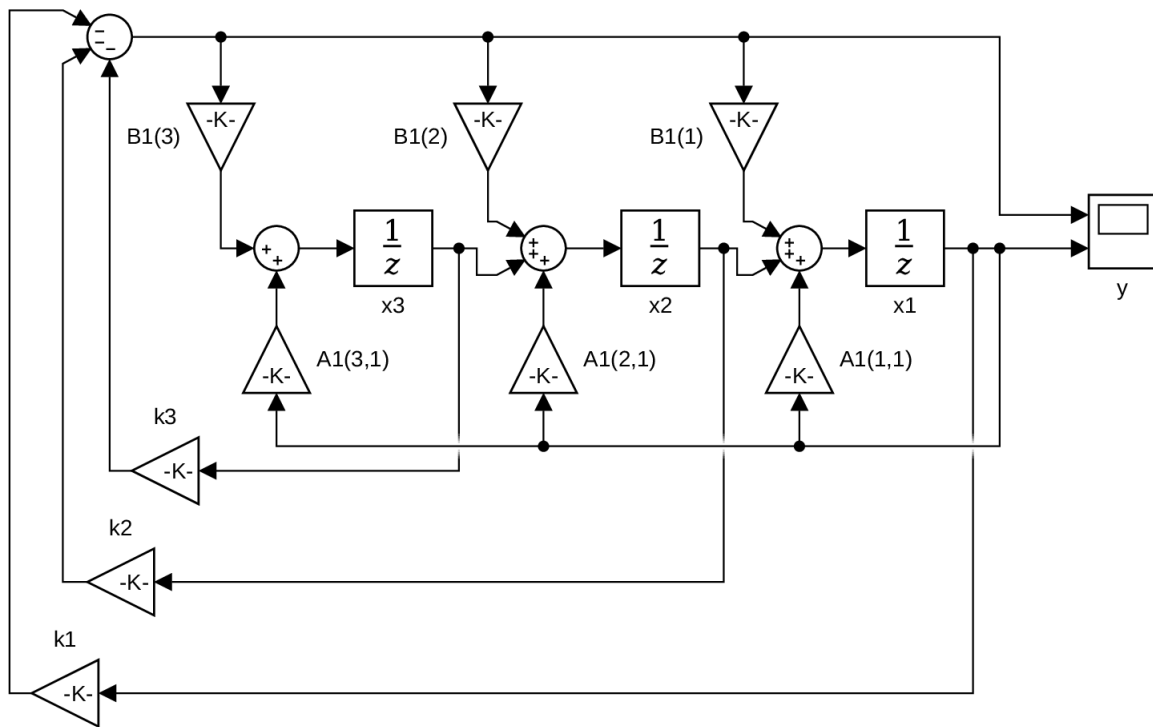 −
−
−
-K-
-K-
-K-
B1(3)
B1(2)
B1(1)
+
+
1
z
+
+
+
1
z
+
+
+
1
z
x3
x2
x1
y
A1(3,1)
A1(2,1)
A1(1,1)
-K-
-K-
-K-
k3
-K-
k2
-K-
k1
-K-